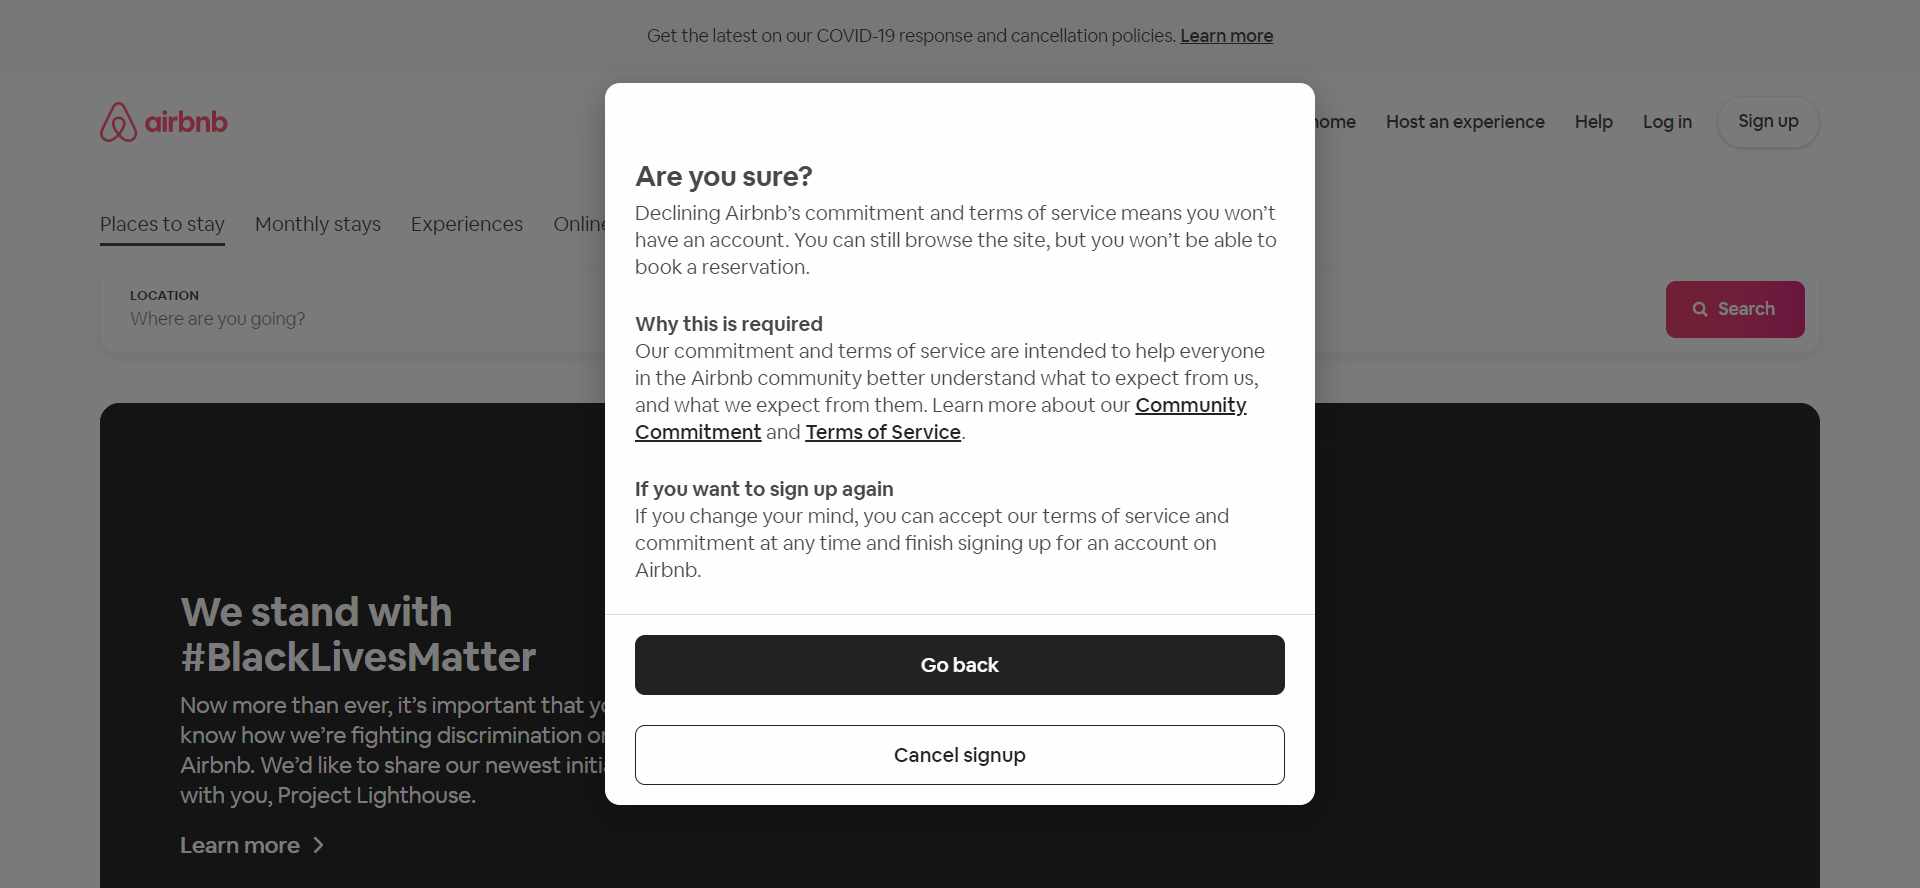 Get the latest on our COVID-19 response and cancellation policies. Learn more
airbnb
home
Host an experience
Help
Log in
Sign up
Places to stay
Monthly stays
Experiences
LOCATION
Where are you going?
Search
Are you sure?
Declining Airbnb’s commitment and terms of service means you won’t
have an account. You can still browse the site, but you won’t be able to
book a reservation.
Why this is required
Our commitment and terms of service are intended to help everyone
in the Airbnb community better understand what to expect from us,
and what we expect from them. Learn more about our Community
Commitment and Terms of Service.
If you want to sign up again
If you change your mind, you can accept our terms of service and
commitment at any time and finish signing up for an account on
Airbnb.
Go back
Cancel signup
We stand with
#BlackLivesMatter
Now more than ever, it’s important that
know how we’re fighting discrimination
Airbnb. We’d like to share our newest
with you, Project Lighthouse.
Learn more